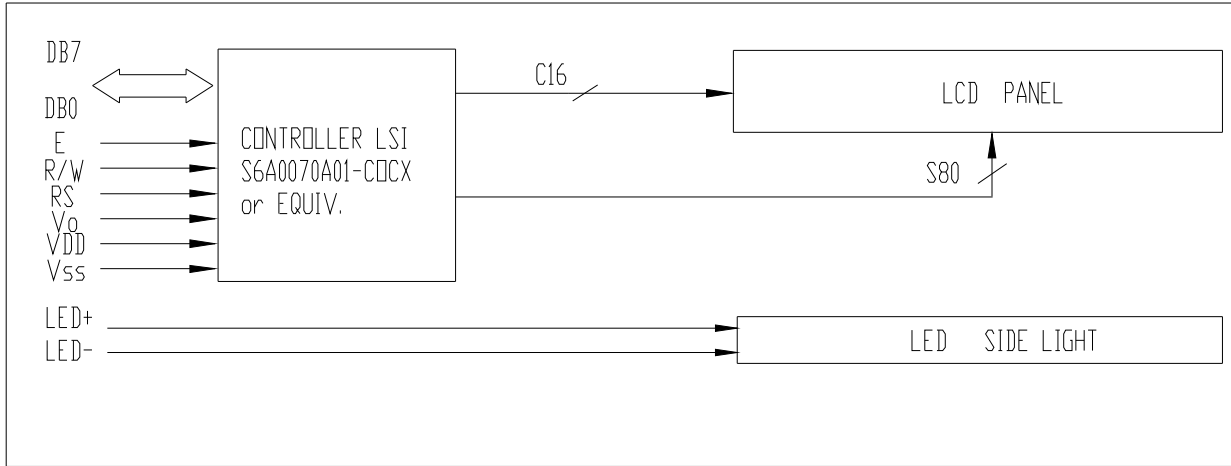 DB7
DB0
E
R/W
RS
Vo
VDD
Vss
CONTROLLER LSI
S6A0070A01-COCX
or EQUIV.
C16
S80
LCD PANEL
LED+
LED-
LED SIDE LIGHT